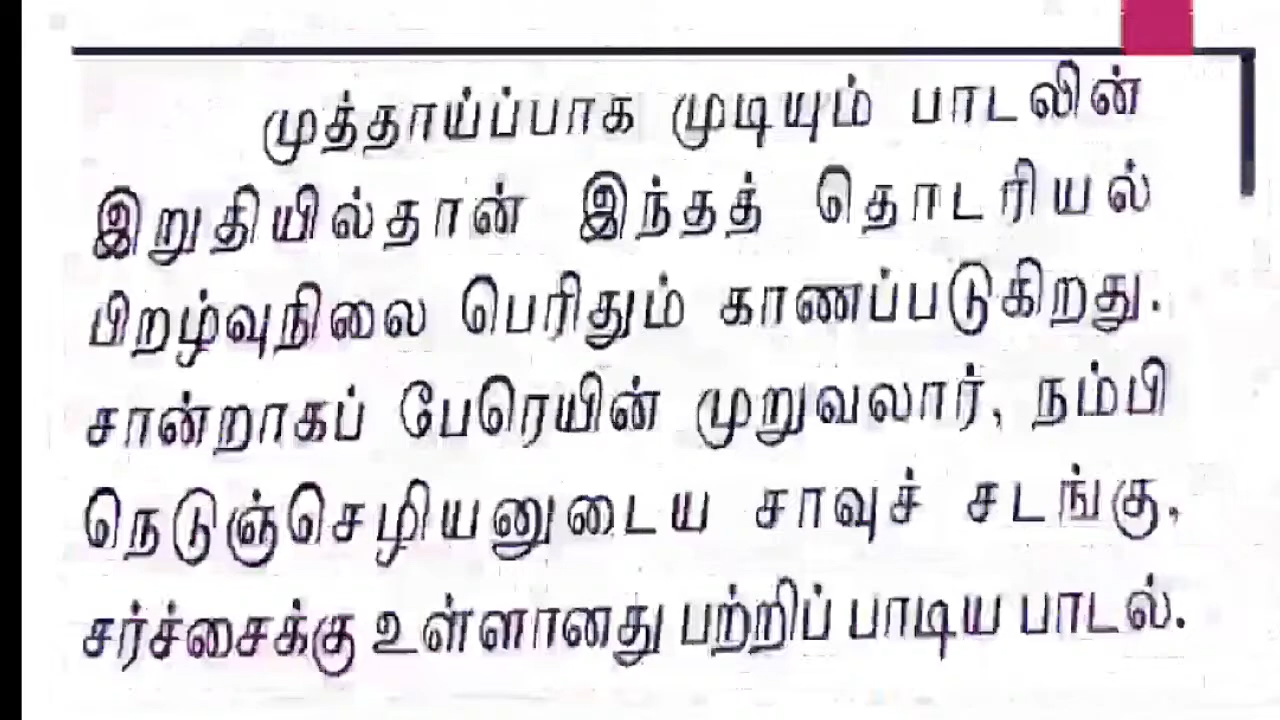 முத்தாய்ப்பாக முடியும் பாடலின்
இறுதியில்தான் இந்தத் தொடரியல்
பிறழ்வுநிலை பெரிதும் காணப்படுகிறது.
சான்றாகப் பேரெயின் முறுவலார், நம்பி
நெடுஞ்செழியனுடைய சாவுச் சடங்கு,
சர்ச்சைக்கு உள்ளானது பற்றிப் பாடிய பாடல்.